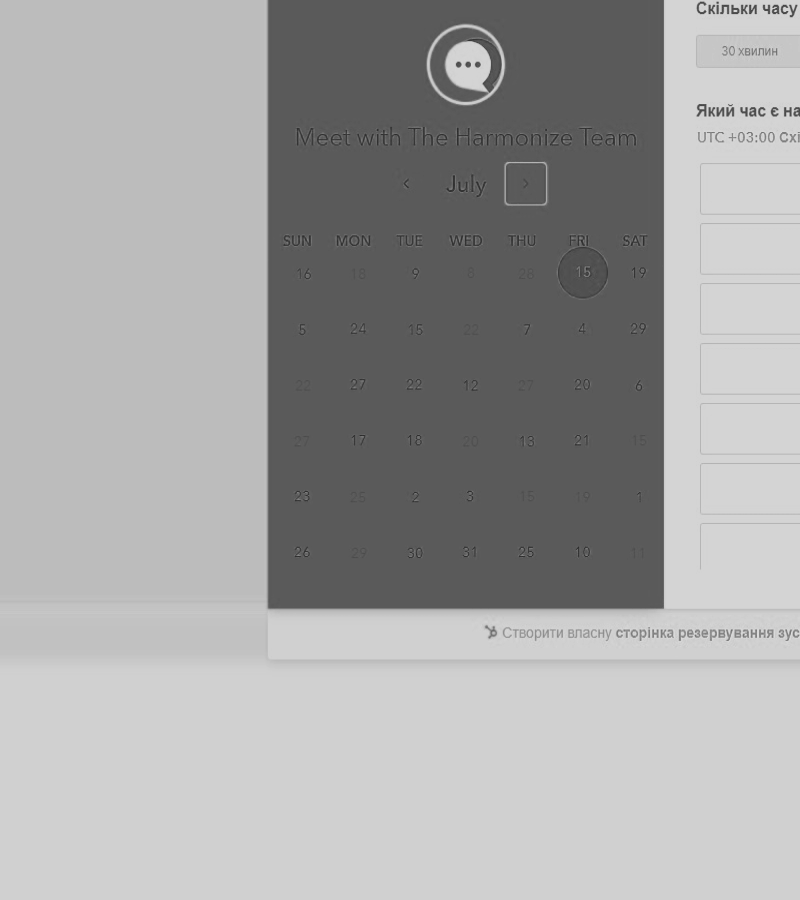 Скільки часу
30 хвилин
Meet with The Harmonize Team
Який час є на
UTC +03:00 Схі
July
SUN MON TUE WED THU FRI SAT
16 18 9 8 28 15 19
5 24 15 22 7 4 29
22 27 22 12 27 20 6
27 17 18 20 13 21 15
23 25 2 3 15 19 1
26 29 30 31 25 10 11
Створити власну сторінка резервування зус